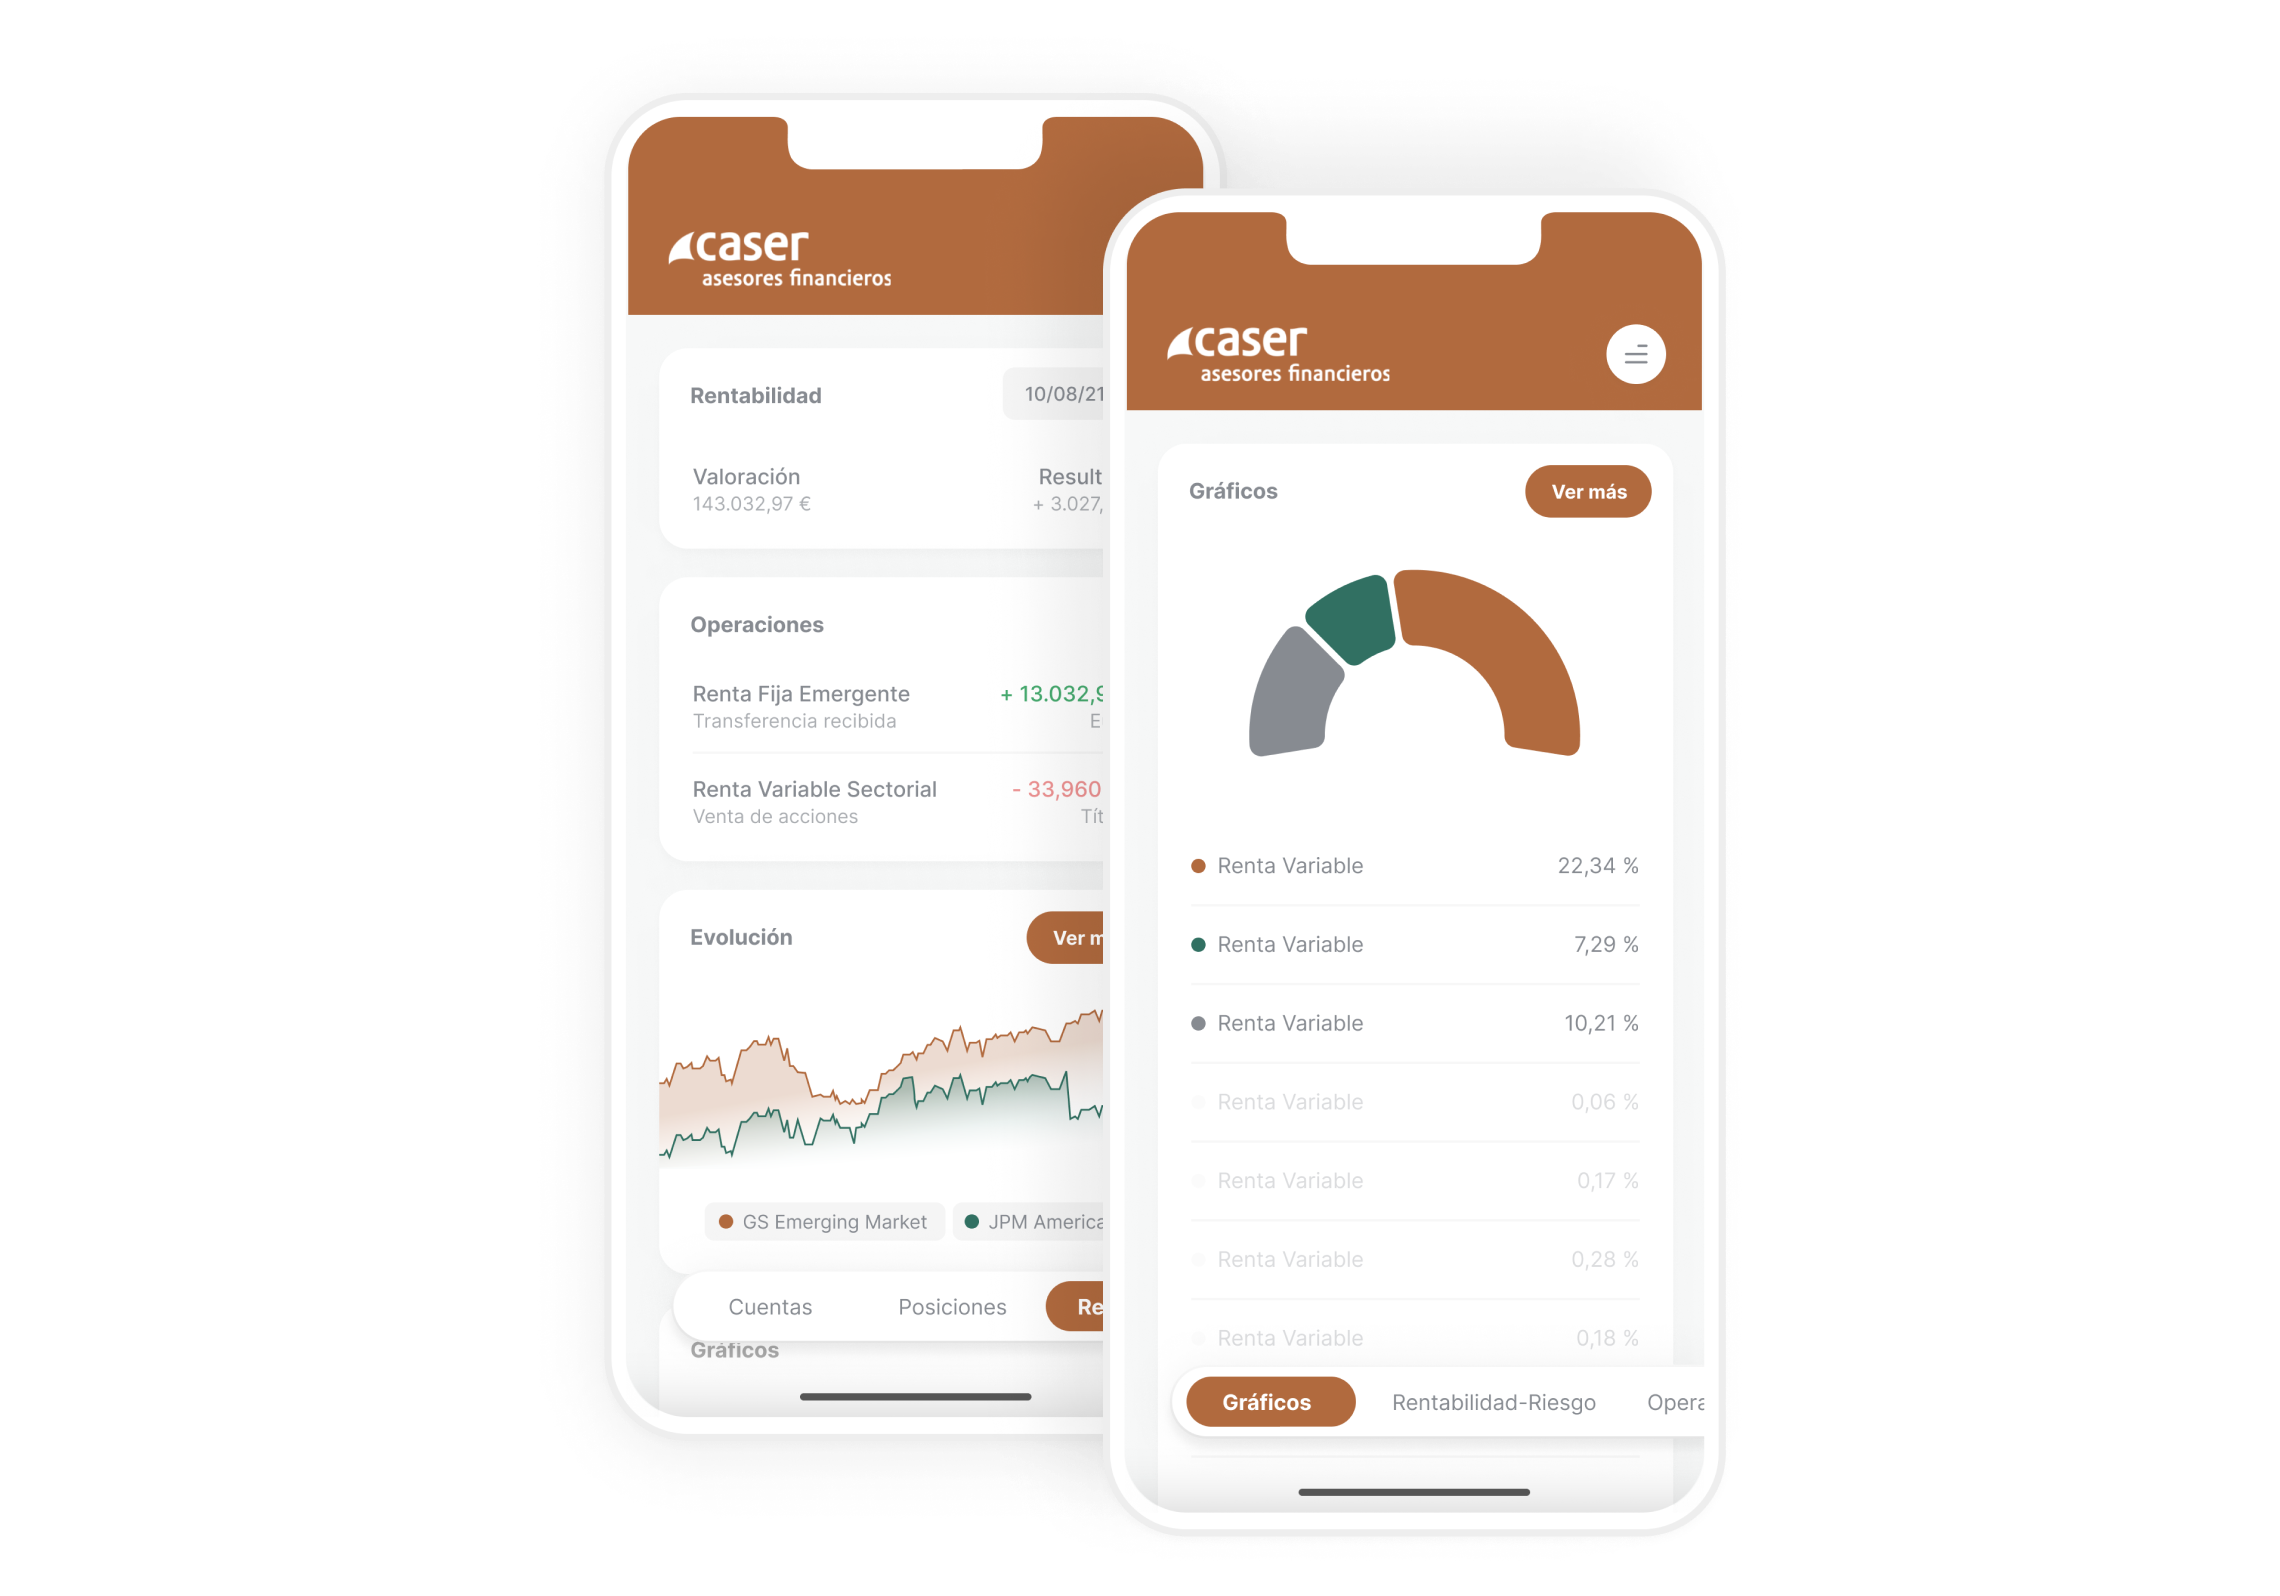 caser
asesores financieros
Rentabilidad
10/08/21
Valoración
Result
143.032,97 €
+ 3.027,
Operaciones
Renta Fija Emergente
+ 13.032,9
Transferencia recibida
E
Renta Variable Sectorial
- 33,960
Venta de acciones
Tít
Evolución
Ver m
GS Emerging Market
JPM America
Cuentas
Posiciones
Re
Gráficos
caser
asesores financieros
Gráficos
Ver más
Renta Variable
22,34 %
Renta Variable
7,29 %
Renta Variable
10,21 %
Renta Variable
0,06 %
Renta Variable
0,17 %
Renta Variable
0,28 %
Renta Variable
0,18 %
Gráficos
Rentabilidad-Riesgo
Opera